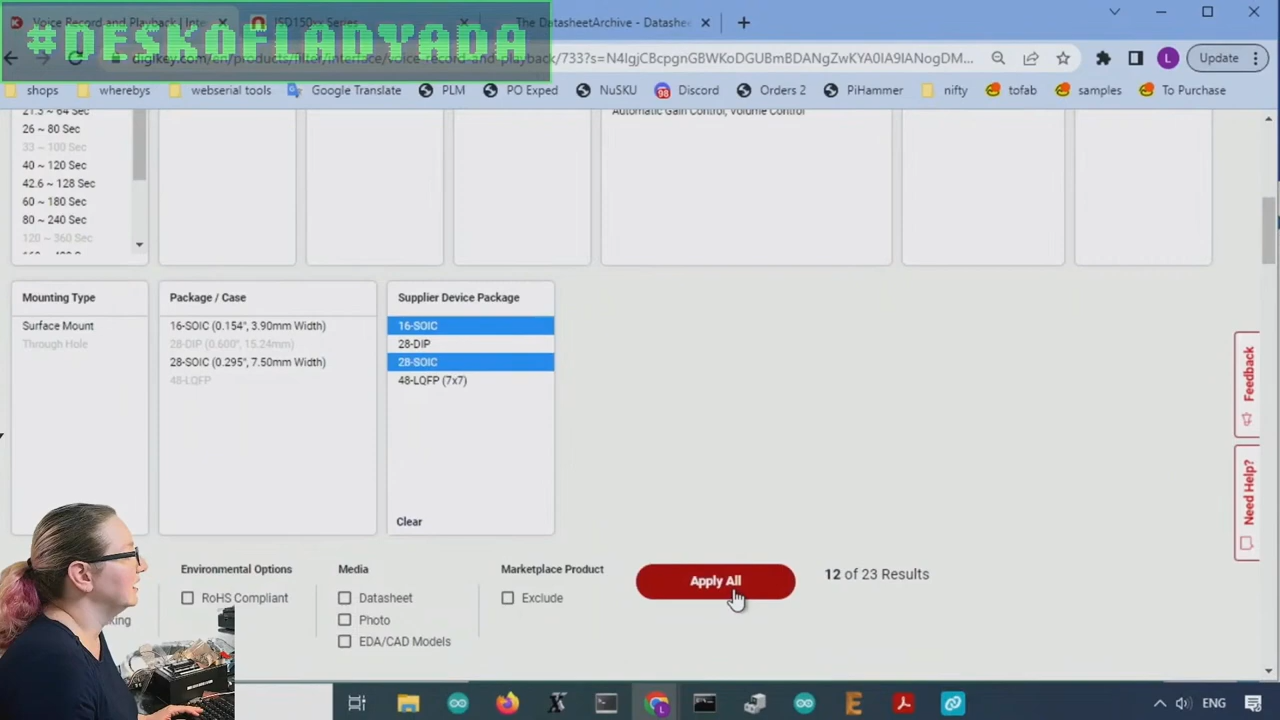 Voice Record and Playback | Inte
ISD150xx Series
The DatasheetArchive - Datashe
#DESKOFLADYADA
digikey.com/en/products/filter/interface/voice-record-and-playback/733?s=N4IgjCBcpgnGBWKoDGUBmBDANgZwKYA0IA9lANogDM...
L
Update
shops
wherebys
webserial tools
Google Translate
PLM
PO Exped
NuSKU
Discord
Orders 2
PiHammer
nifty
tofab
samples
To Purchase
21.3 ~ 64 Sec
Automatic Gain Control, Volume Control
26 ~ 80 Sec
33 ~ 100 Sec
40 ~ 120 Sec
42.6 ~ 128 Sec
60 ~ 180 Sec
80 ~ 240 Sec
120 ~ 360 Sec
Mounting Type
Package / Case
Supplier Device Package
Surface Mount
16-SOIC (0.154", 3.90mm Width)
16-SOIC
Through Hole
28-DIP (0.600", 15.24mm)
28-DIP
28-SOIC (0.295", 7.50mm Width)
28-SOIC
48-LQFP
48-LQFP (7x7)
Feedback
Need Help?
Clear
Environmental Options
Media
Marketplace Product
Apply All
12 of 23 Results
RoHS Compliant
Datasheet
Exclude
Photo
EDA/CAD Models
98
L
ENG